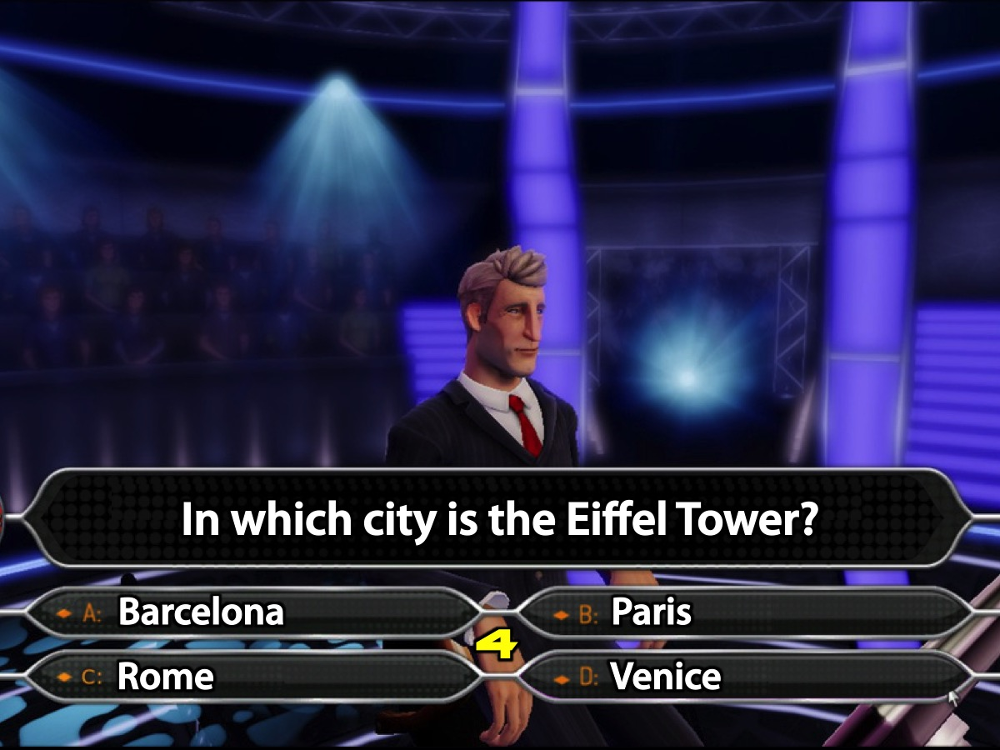 In which city is the Eiffel Tower?
A: Barcelona
B: Paris
4
C: Rome
D: Venice